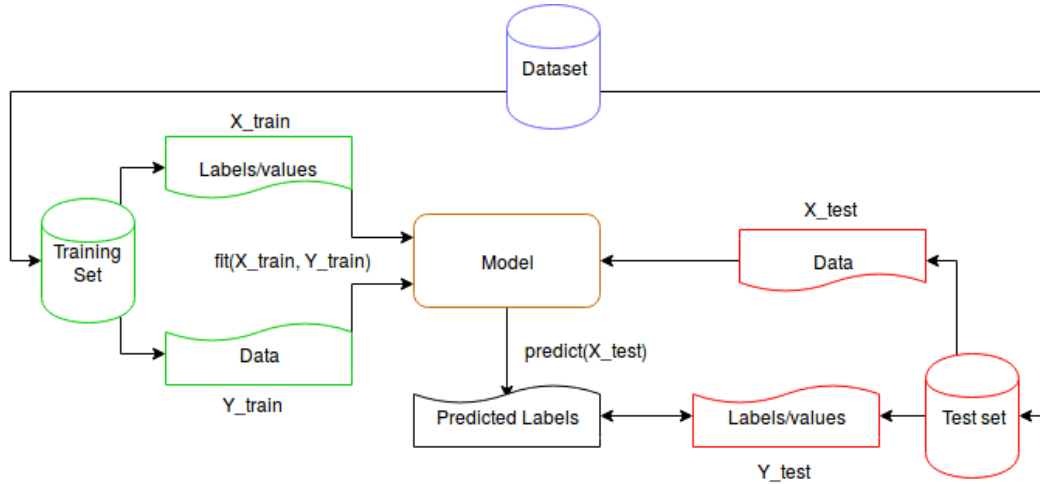 Dataset
X_train
Labels/values
X_test
Training
Set
fit(X_train, Y_train)
Model
Data
predict(X_test)
Data
Y_train
Predicted Labels
Labels/values
Test set
Y_test